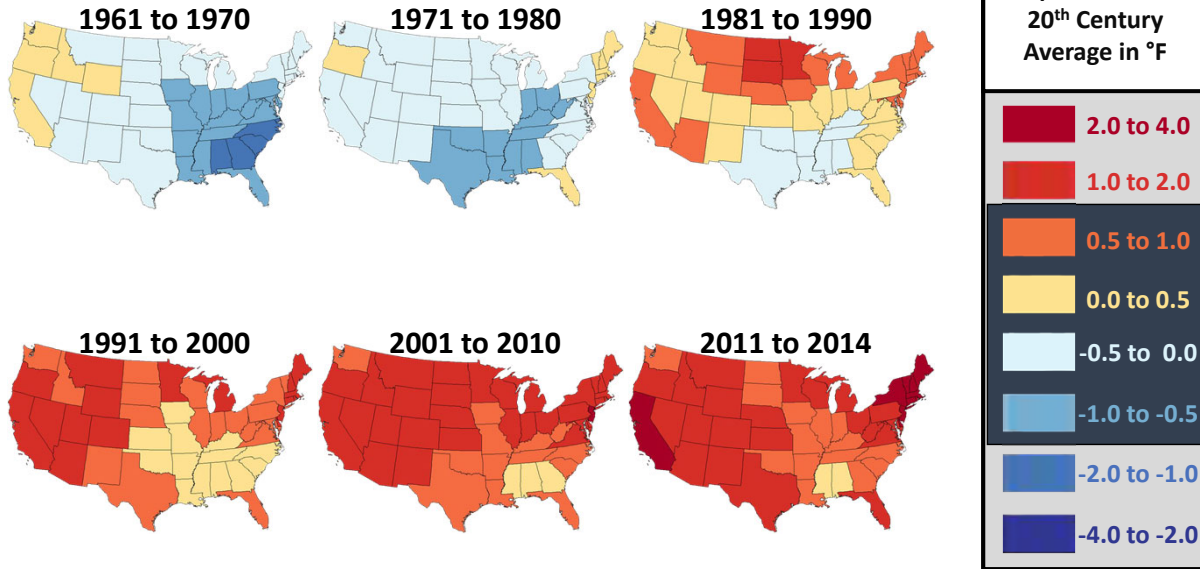 1961 to 1970
1971 to 1980
1981 to 1990
1991 to 2000
2001 to 2010
2011 to 2014
20th Century
Average in °F
2.0 to 4.0
1.0 to 2.0
0.5 to 1.0
0.0 to 0.5
-0.5 to 0.0
-1.0 to -0.5
-2.0 to -1.0
-4.0 to -2.0